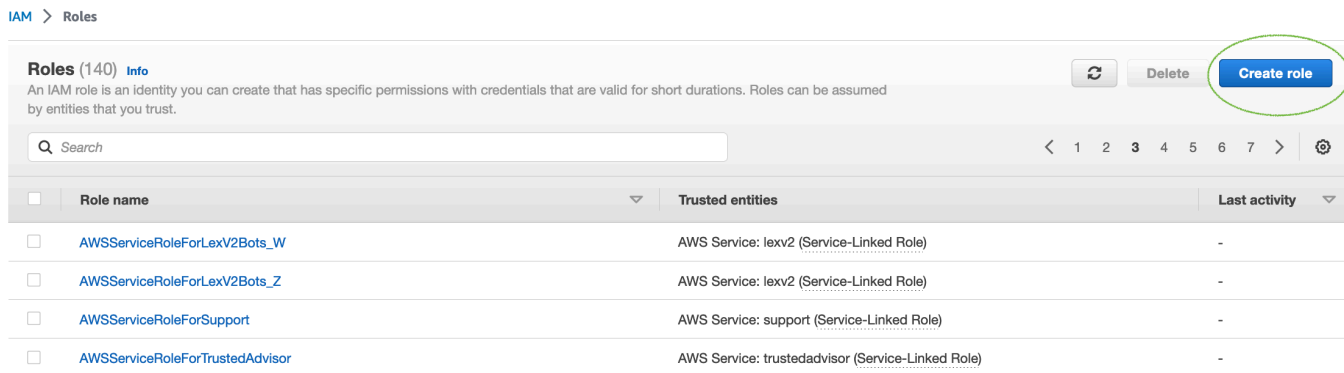 IAM > Roles
Roles (140) Info
An IAM role is an identity you can create that has specific permissions with credentials that are valid for short durations. Roles can be assumed
by entities that you trust.
Delete
Create role
Search
1 2 3 4 5 6 7
Role name Trusted entities Last activity
AWSServiceRoleForLexV2Bots_W AWS Service: lexv2 (Service-Linked Role) -
AWSServiceRoleForLexV2Bots_Z AWS Service: lexv2 (Service-Linked Role) -
AWSServiceRoleForSupport AWS Service: support (Service-Linked Role) -
AWSServiceRoleForTrustedAdvisor AWS Service: trustedadvisor (Service-Linked Role) -